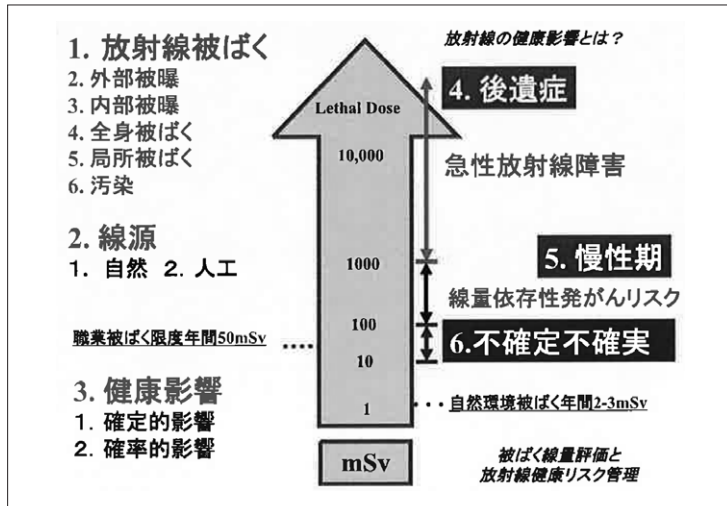 1. 放射線被ばく
2. 外部被曝
3. 内部被曝
4. 全身被ばく
5. 局所被ばく
6. 汚染
2. 線源
1. 自然 2. 人工
職業被ばく限度年間50mSv
3. 健康影響
1. 確定的影響
2. 確率的影響
Lethal Dose
10,000
1000
100
10
1
mSv
放射線の健康影響とは？
4. 後遺症
急性放射線障害
5. 慢性期
線量依存性発がんリスク
6.不確定不確実
自然環境被ばく年間2-3mSv
被ばく線量評価と
放射線健康リスク管理